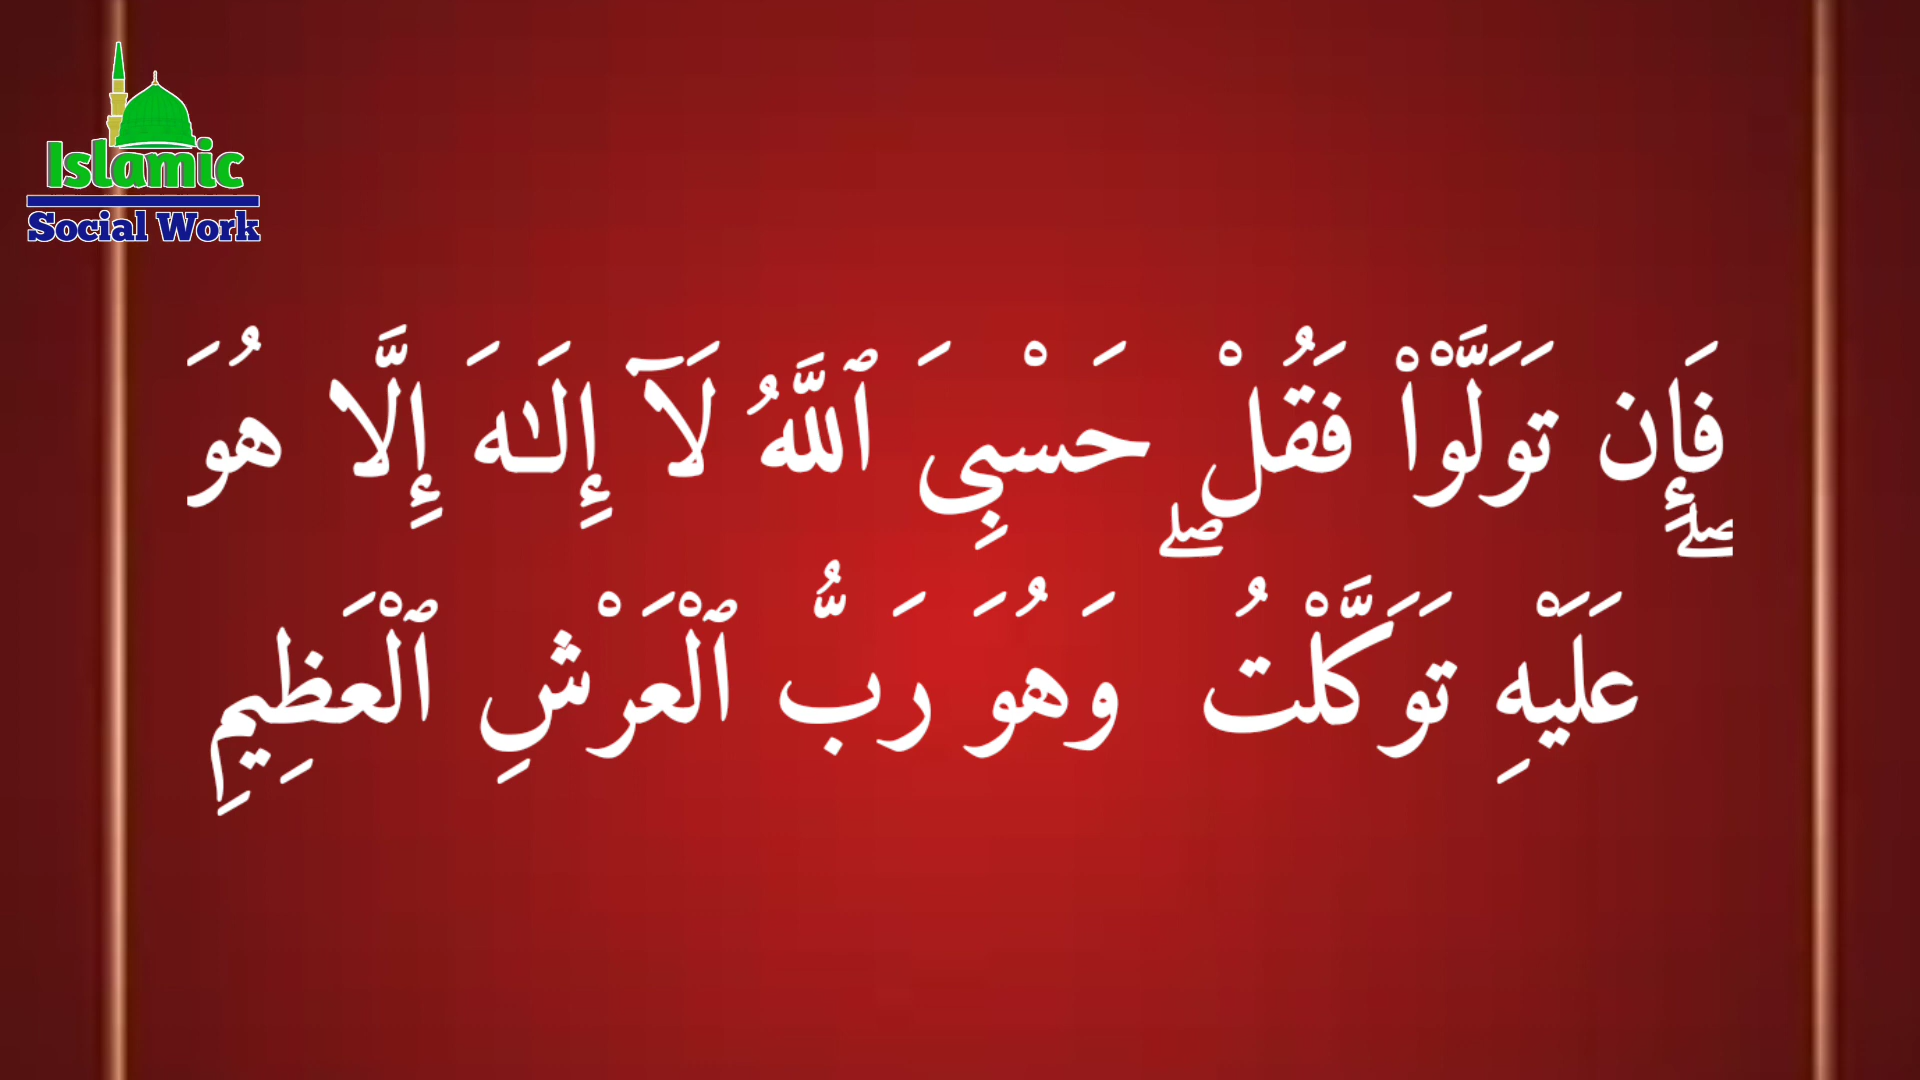 Islamic
Social Work
فَإِن تَوَلَّوْا۟ فَقُلْ حَسْبِىَ ٱللَّهُ لَآ إِلَـٰهَ إِلَّا هُوَ ۖ
عَلَيْهِ تَوَكَّلْتُ ۖ وَهُوَ رَبُّ ٱلْعَرْشِ ٱلْعَظِيمِ